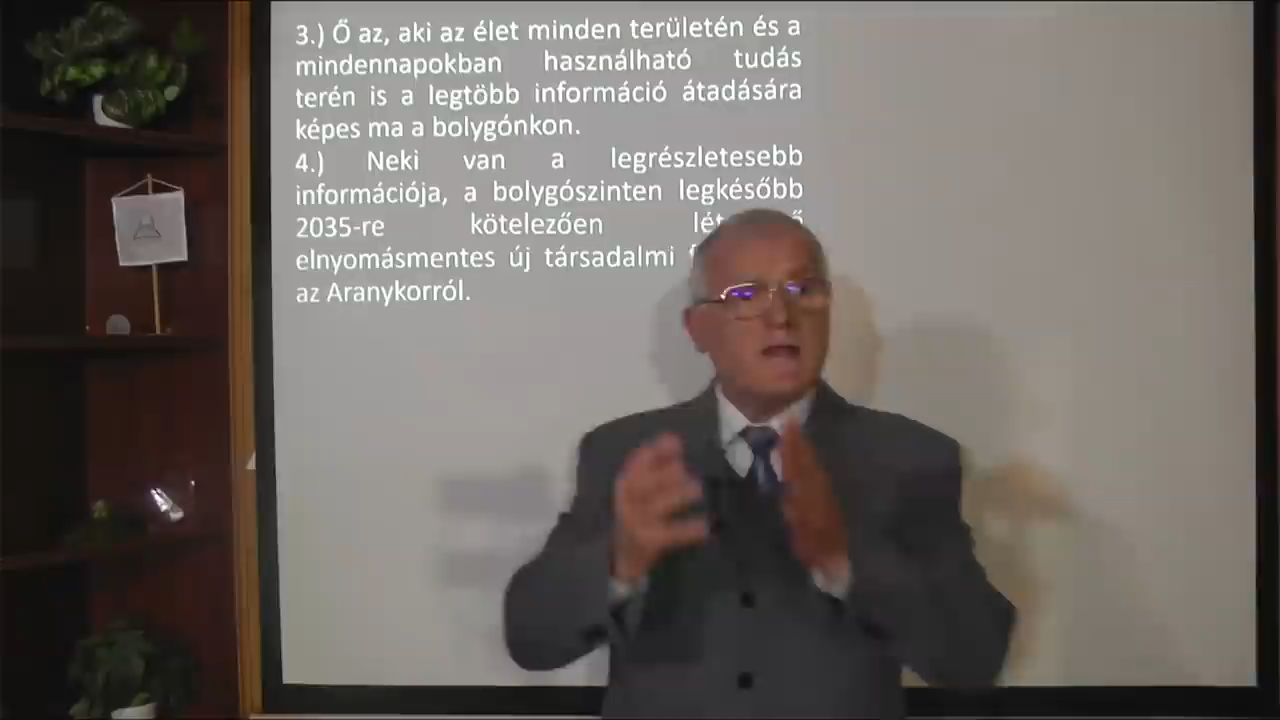 3.) Ő az, aki az élet minden területén és a
mindennapokban használható tudás
terén is a legtöbb információ átadására
képes ma a bolygónkon.
4.) Neki van a legrészletesebb
információja, a bolygószinten legkésőbb
2035-re kötelezően
elnyomásmentes új társadalmi
az Aranykorról.